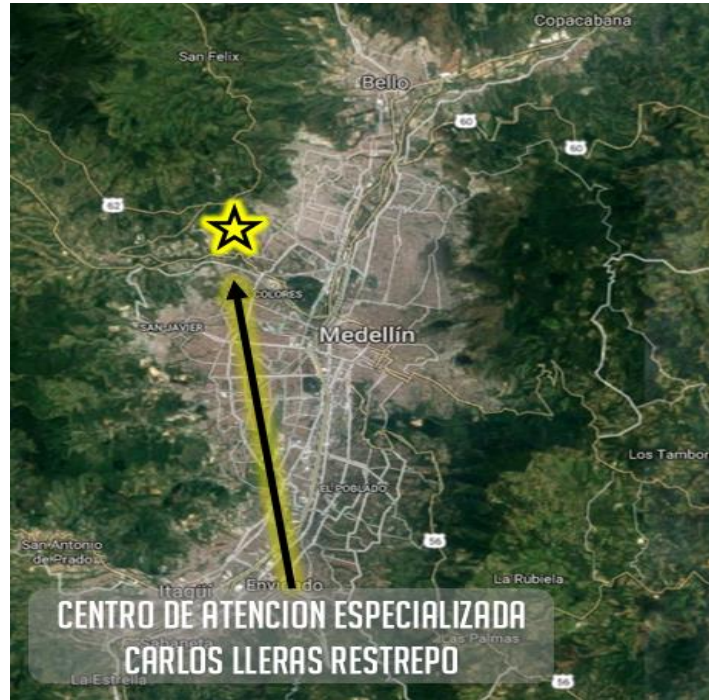 Copacabana
San Felix
Bello
60
60
62
COLORES
SAN JAVIER
Medellín
Los Tambor
EL POBLADO
56
San Antonio
de Prado
La Rubiela
Itagüí
Envigado
CENTRO DE ATENCION ESPECIALIZADA
CARLOS LLERAS RESTREPO
Sabaneta
Las Palmas
La Estrella
56